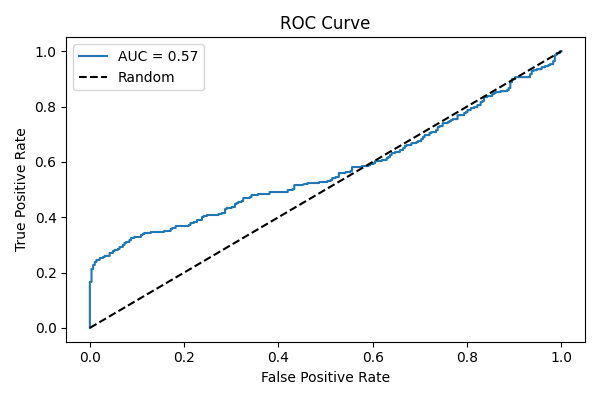 ROC Curve
AUC = 0.57
Random
True Positive Rate
1.0
0.8
0.6
0.4
0.2
0.0
0.0 0.2 0.4 0.6 0.8 1.0
False Positive Rate